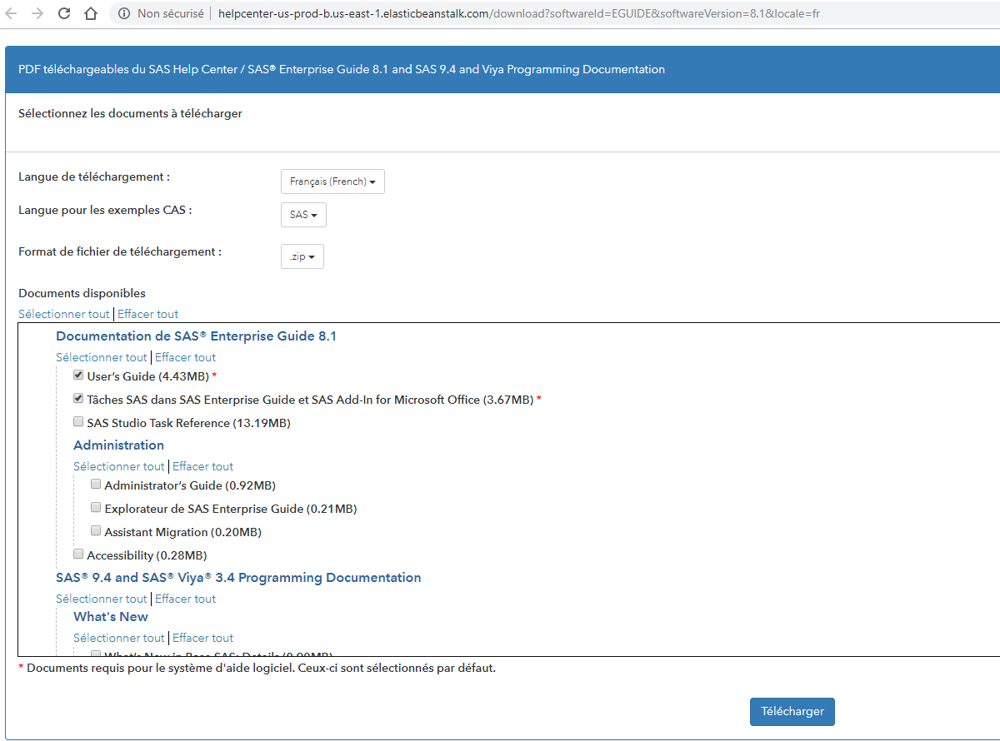 Non sécurisé | helpcenter-us-prod-b.us-east-1.elasticbeanstalk.com/download?softwareId=EGUIDE&softwareVersion=8.1&locale=fr
PDF téléchargeables du SAS Help Center / SAS® Enterprise Guide 8.1 and SAS 9.4 and Viya Programming Documentation
Sélectionnez les documents à télécharger
Langue de téléchargement : Français (French)
Langue pour les exemples CAS : SAS
Format de fichier de téléchargement : .zip
Documents disponibles
Sélectionner tout | Effacer tout
Documentation de SAS® Enterprise Guide 8.1
Sélectionner tout | Effacer tout
User's Guide (4.43MB) *
Tâches SAS dans SAS Enterprise Guide et SAS Add-In for Microsoft Office (3.67MB) *
SAS Studio Task Reference (13.19MB)
Administration
Sélectionner tout | Effacer tout
Administrator's Guide (0.92MB)
Explorateur de SAS Enterprise Guide (0.21MB)
Assistant Migration (0.20MB)
Accessibility (0.28MB)
SAS® 9.4 and SAS® Viya® 3.4 Programming Documentation
Sélectionner tout | Effacer tout
What's New
Sélectionner tout | Effacer tout
What's New in Base SAS: Details (0.90MB)
* Documents requis pour le système d'aide logiciel. Ceux-ci sont sélectionnés par défaut.
Télécharger